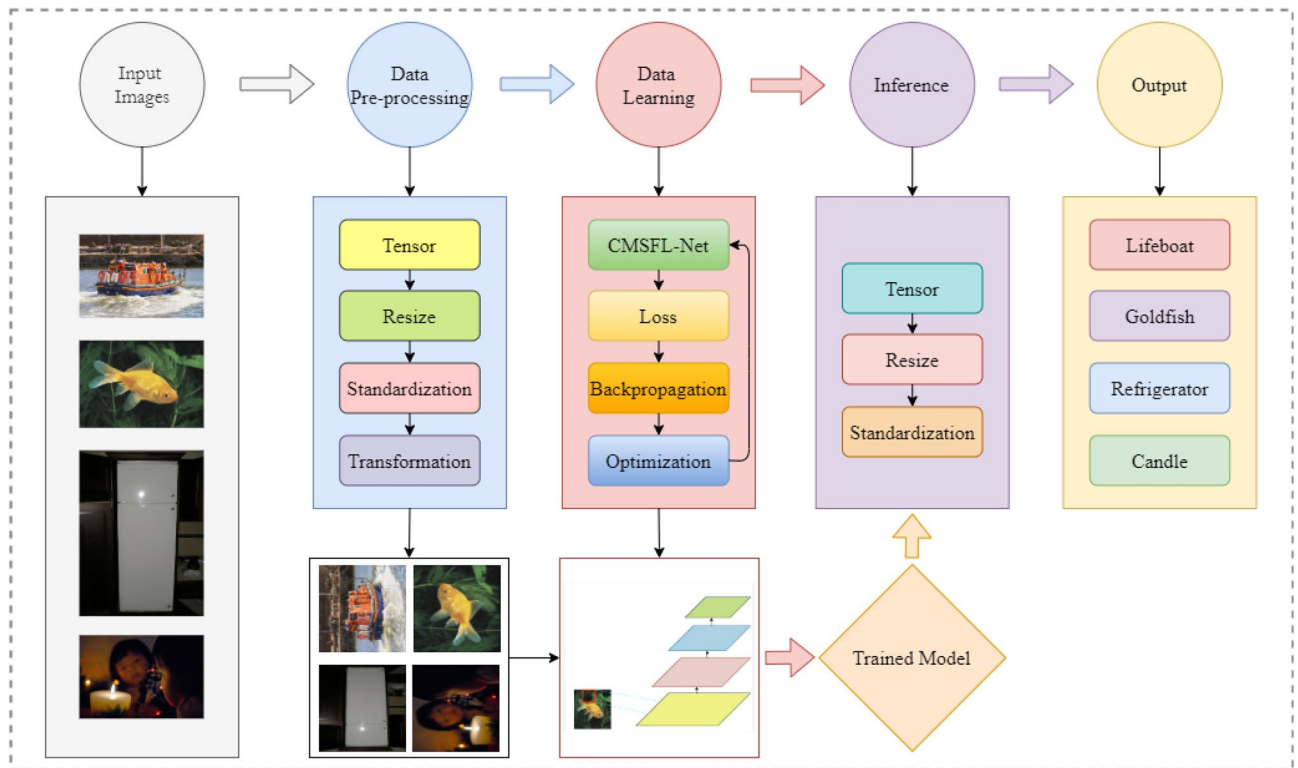 Input
Images
Data
Pre-processing
Data
Learning
Inference
Output
Tensor
Resize
Standardization
Transformation
CMSFL-Net
Loss
Backpropagation
Optimization
Tensor
Resize
Standardization
Lifeboat
Goldfish
Refrigerator
Candle
Trained Model